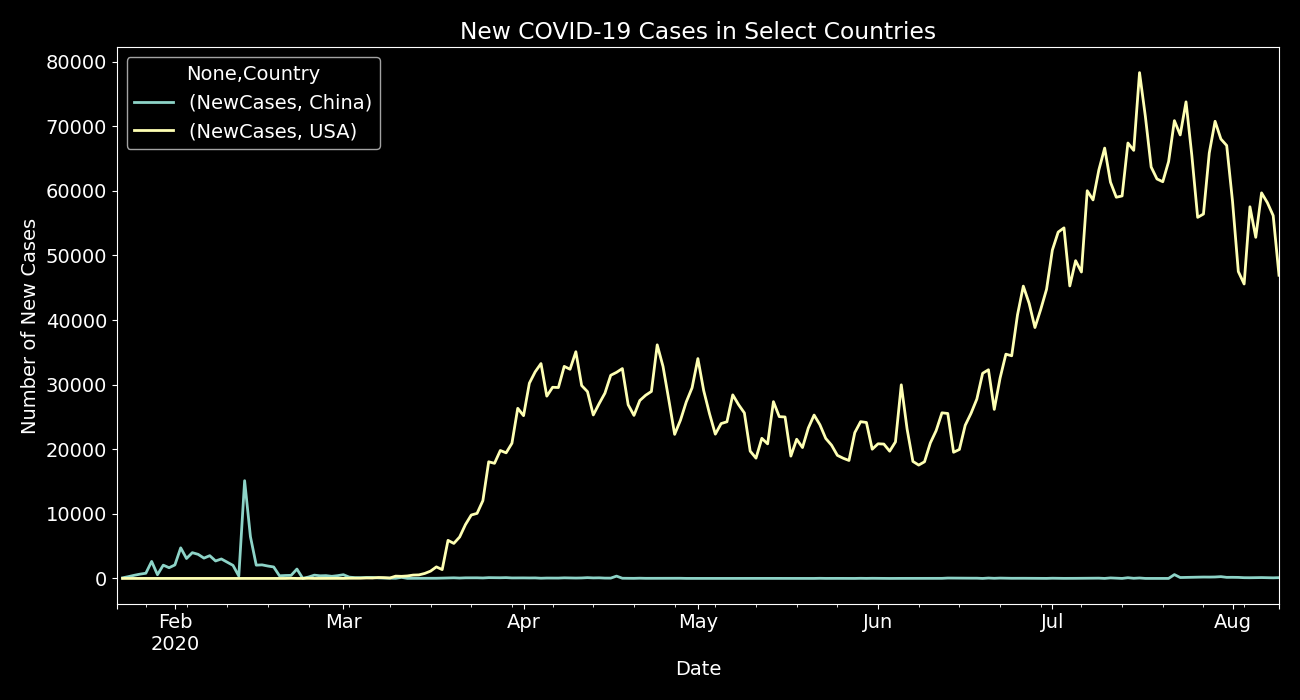 New COVID-19 Cases in Select Countries
None,Country
(NewCases, China)
(NewCases, USA)
Number of New Cases
80000
70000
60000
50000
40000
30000
20000
10000
0
Feb Mar Apr May Jun Jul Aug
2020
Date